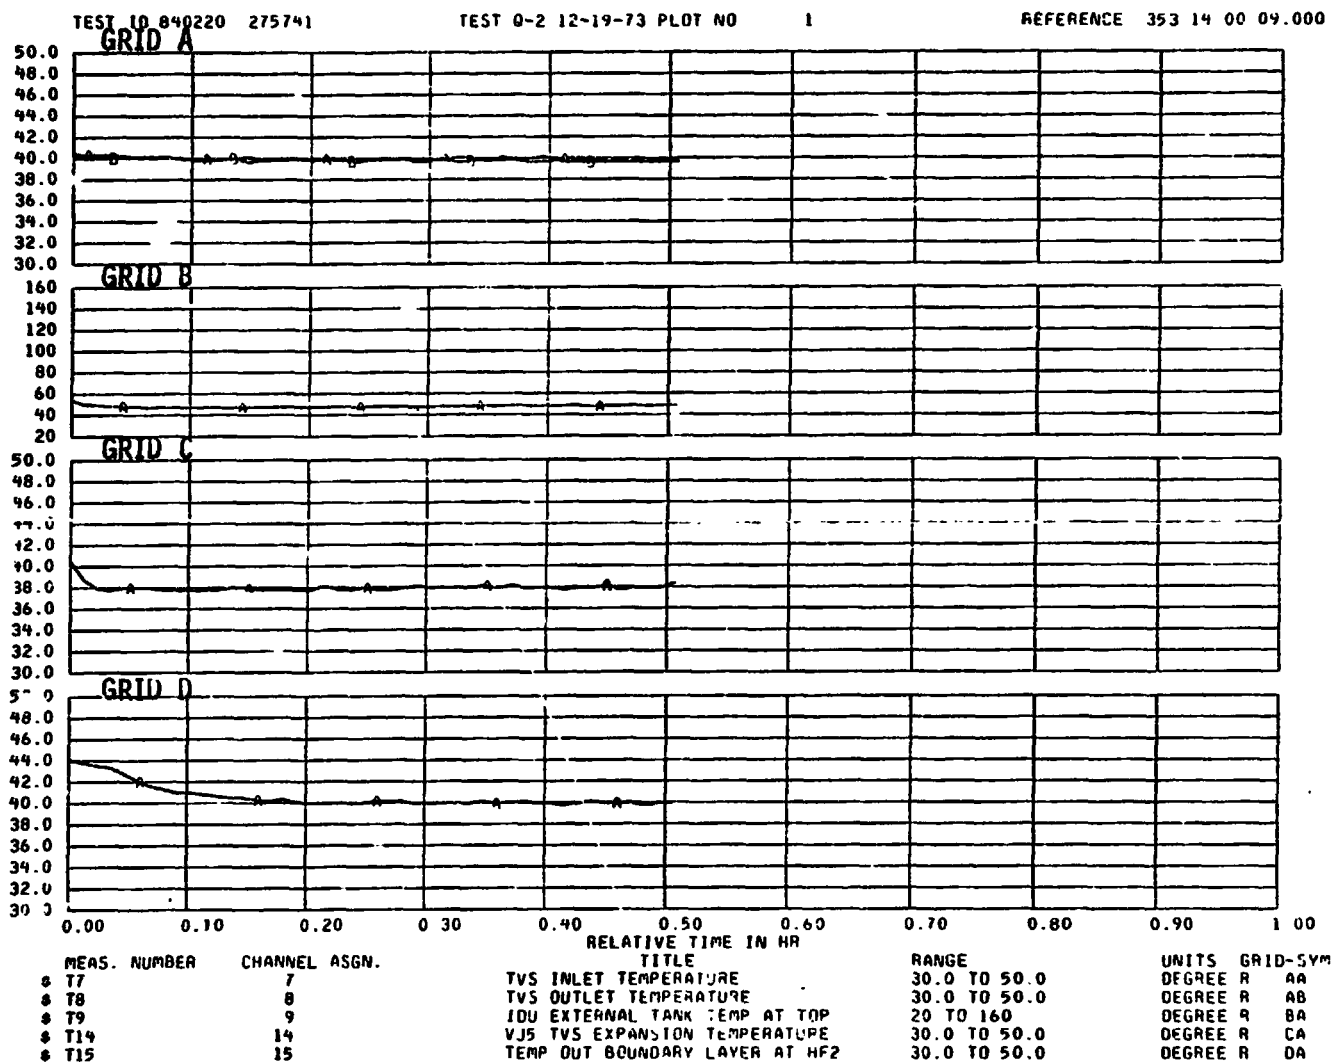 TEST ID 840220 275741 TEST Q-2 12-19-73 PLOT NO 1 REFERENCE 353 14 00 09.000
GRID A
50.0
48.0
46.0
44.0
42.0
40.0
38.0
36.0
34.0
32.0
30.0
GRID B
160
140
120
100
80
60
40
20
GRID C
50.0
48.0
46.0
42.0
40.0
38.0
36.0
34.0
32.0
30.0
GRID D
48.0
46.0
44.0
42.0
40.0
38.0
36.0
34.0
32.0
0.00 0.10 0.20 0 30 0.40 0.50 0.60 0.70 0.80 0.90 1 00
RELATIVE TIME IN HR
MEAS. NUMBER CHANNEL ASGN. TITLE RANGE UNITS GRID-SYM
$ T7 7 TVS INLET TEMPERATURE 30.0 TO 50.0 DEGREE R AA
$ T8 8 TVS OUTLET TEMPERATURE 30.0 TO 50.0 DEGREE R AB
$ T9 9 IDU EXTERNAL TANK TEMP AT TOP 20 TO 160 DEGREE R BA
$ T14 14 VJ5 TVS EXPANSION TEMPERATURE 30.0 TO 50.0 DEGREE R CA
$ T15 15 TEMP OUT BOUNDARY LAYER AT HF2 30.0 TO 50.0 DEGREE R DA